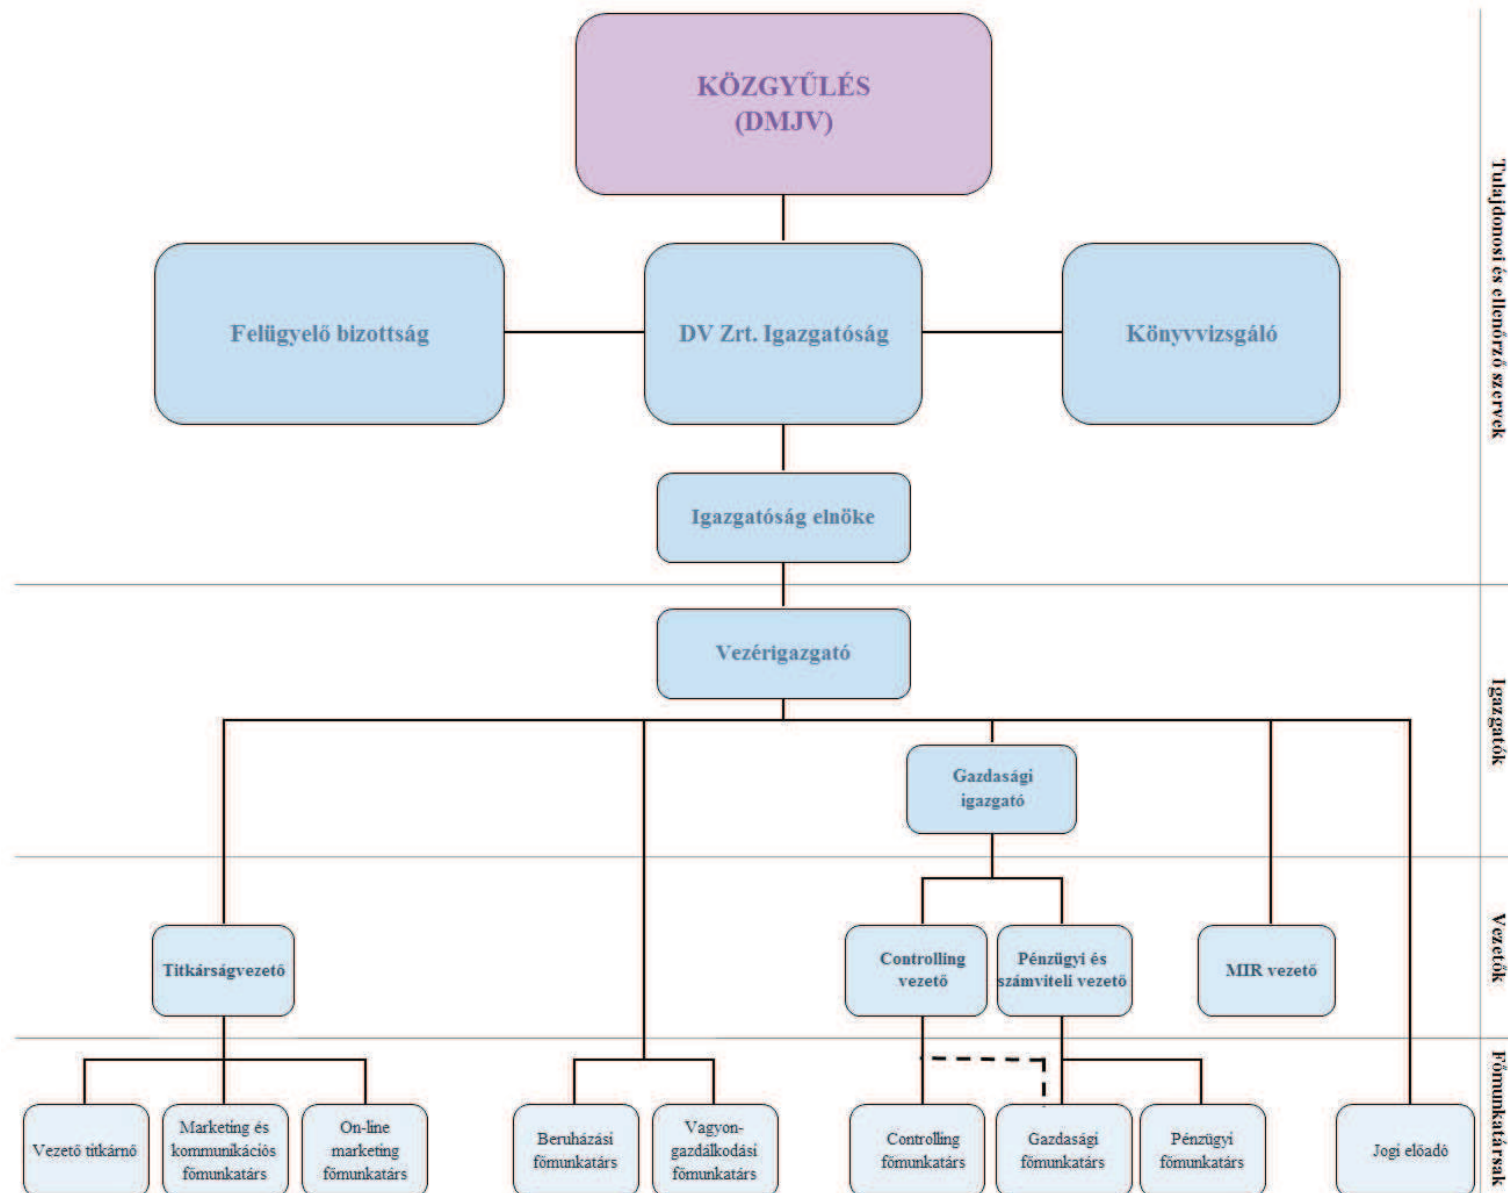 KÖZGYŰLÉS
(DMJV)
Felügyelő bizottság
DV Zrt. Igazgatóság
Könyvvizsgáló
Igazgatóság elnöke
Tulajdonosi és ellenőrző szervek
Vezérigazgató
Gazdasági
igazgató
Igazgatók
Titkárságvezető
Controlling
vezető
Pénzügyi és
számviteli vezető
MIR vezető
Vezetők
Vezető titkárnő
Marketing és
kommunikációs
főmunkatárs
On-line
marketing
főmunkatárs
Beruházási
főmunkatárs
Vagyon-
gazdálkodási
főmunkatárs
Controlling
főmunkatárs
Gazdasági
főmunkatárs
Pénzügyi
főmunkatárs
Jogi előadó
Főmunkatársak